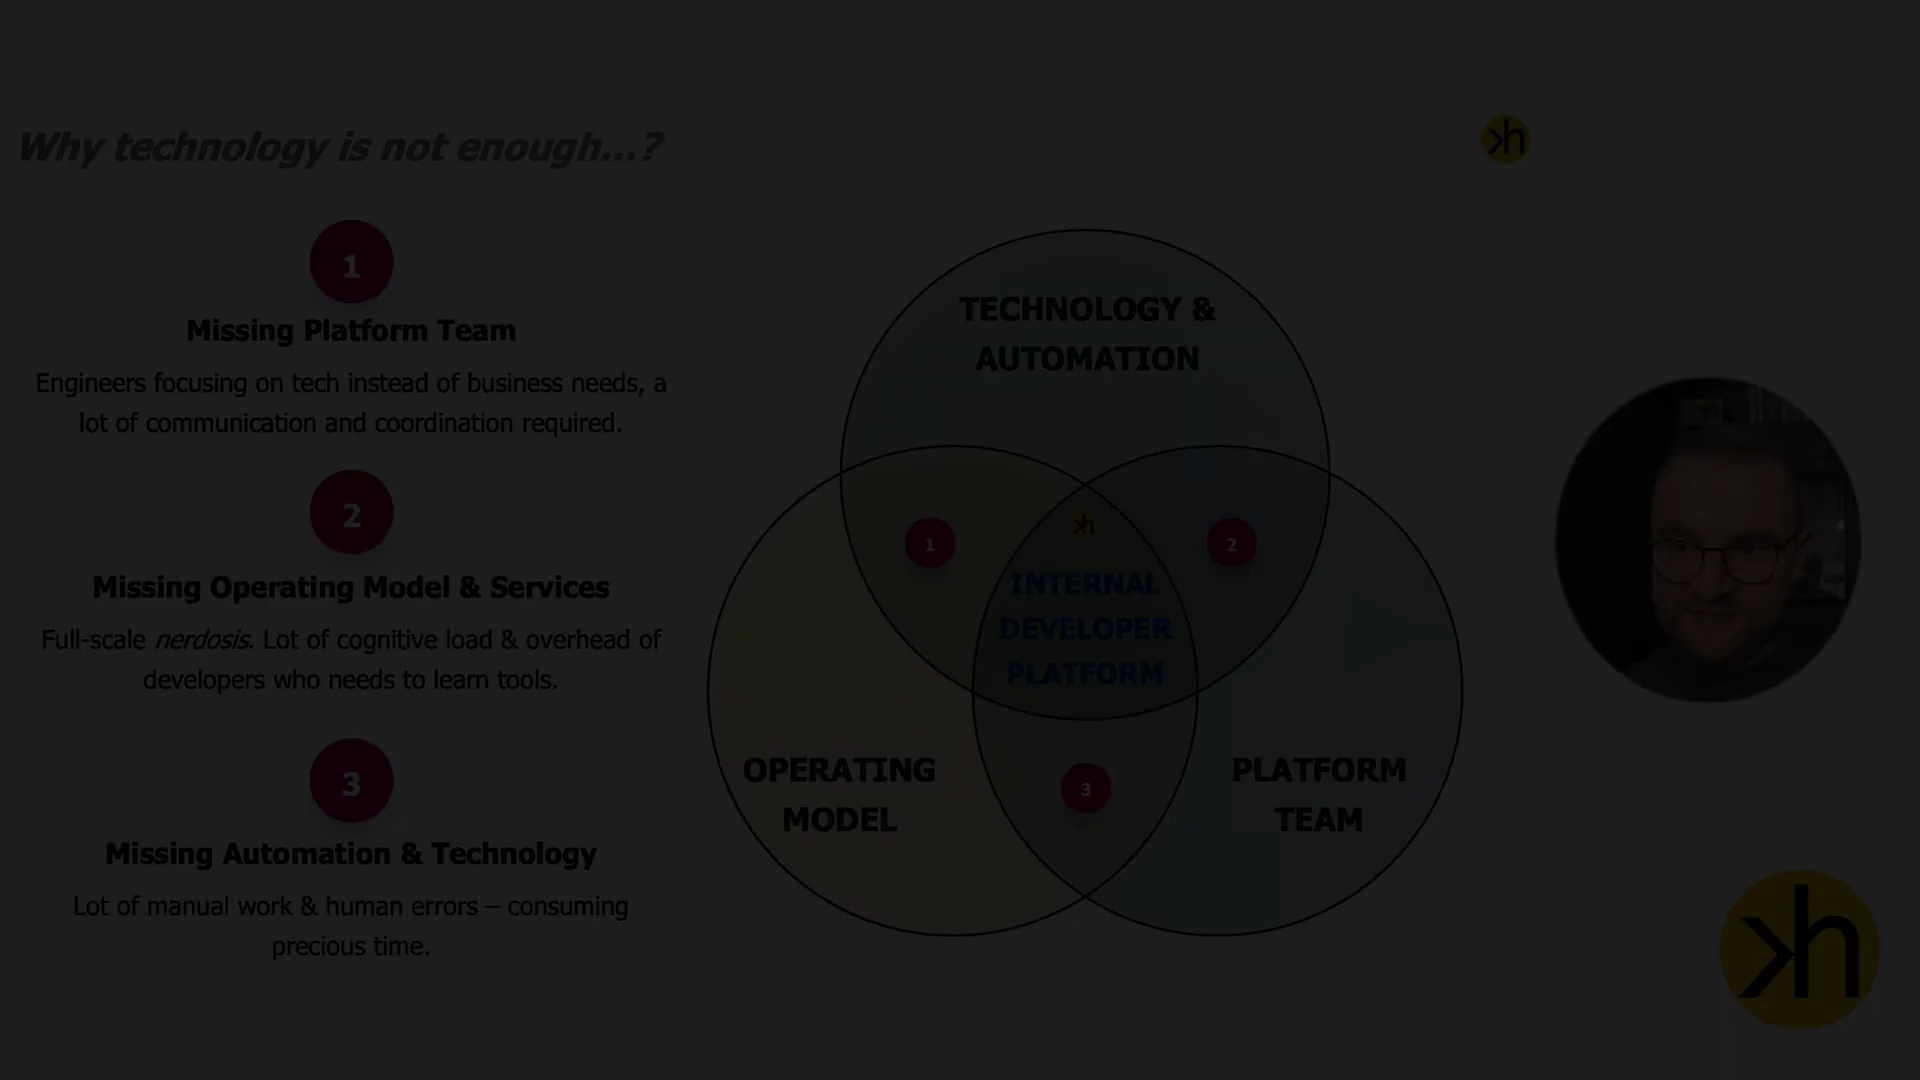 Why technology is not enough...?
1
Missing Platform Team
Engineers focusing on tech instead of business needs, a
lot of communication and coordination required.
2
Missing Operating Model & Services
Full-scale nerdosis. Lot of cognitive load & overhead of
developers who needs to learn tools.
3
Missing Automation & Technology
Lot of manual work & human errors – consuming
precious time.
kh
TECHNOLOGY &
AUTOMATION
1
kh
2
INTERNAL
DEVELOPER
PLATFORM
OPERATING
MODEL
3
PLATFORM
TEAM
kh